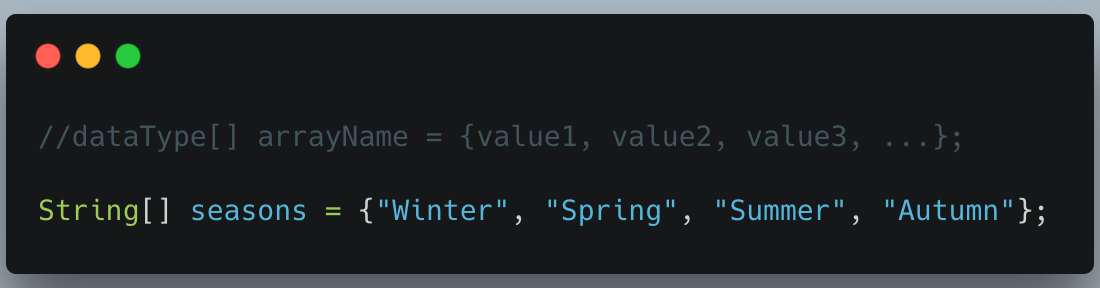 //dataType[] arrayName = {value1, value2, value3, ...};
String[] seasons = {"Winter", "Spring", "Summer", "Autumn"};